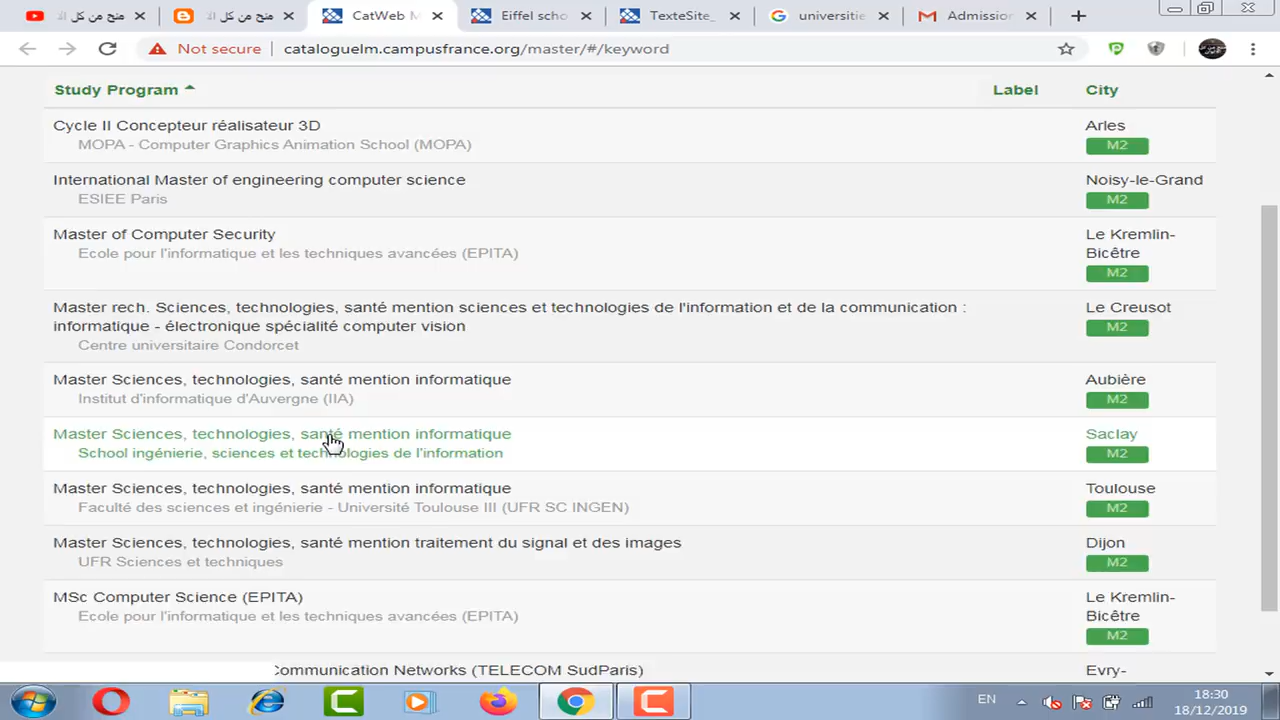 منح من كل الا
منح من كل الا
CatWeb M
Eiffel scho
TexteSite_
universitie
Admission
Not secure
cataloguelm.campusfrance.org/master/#/keyword
Study Program
Label
City
Cycle II Concepteur réalisateur 3D
MOPA - Computer Graphics Animation School (MOPA)
Arles
M2
International Master of engineering computer science
ESIEE Paris
Noisy-le-Grand
M2
Master of Computer Security
Ecole pour l'informatique et les techniques avancées (EPITA)
Le Kremlin-
Bicêtre
M2
Master rech. Sciences, technologies, santé mention sciences et technologies de l'information et de la communication :
informatique - électronique spécialité computer vision
Centre universitaire Condorcet
Le Creusot
M2
Master Sciences, technologies, santé mention informatique
Institut d'informatique d'Auvergne (IIA)
Aubière
M2
Master Sciences, technologies, santé mention informatique
School ingénierie, sciences et technologies de l'information
Saclay
M2
Master Sciences, technologies, santé mention informatique
Faculté des sciences et ingénierie - Université Toulouse III (UFR SC INGEN)
Toulouse
M2
Master Sciences, technologies, santé mention traitement du signal et des images
UFR Sciences et techniques
Dijon
M2
MSc Computer Science (EPITA)
Ecole pour l'informatique et les techniques avancées (EPITA)
Le Kremlin-
Bicêtre
M2
Communication Networks (TELECOM SudParis)
Evry-
EN
18:30
18/12/2019